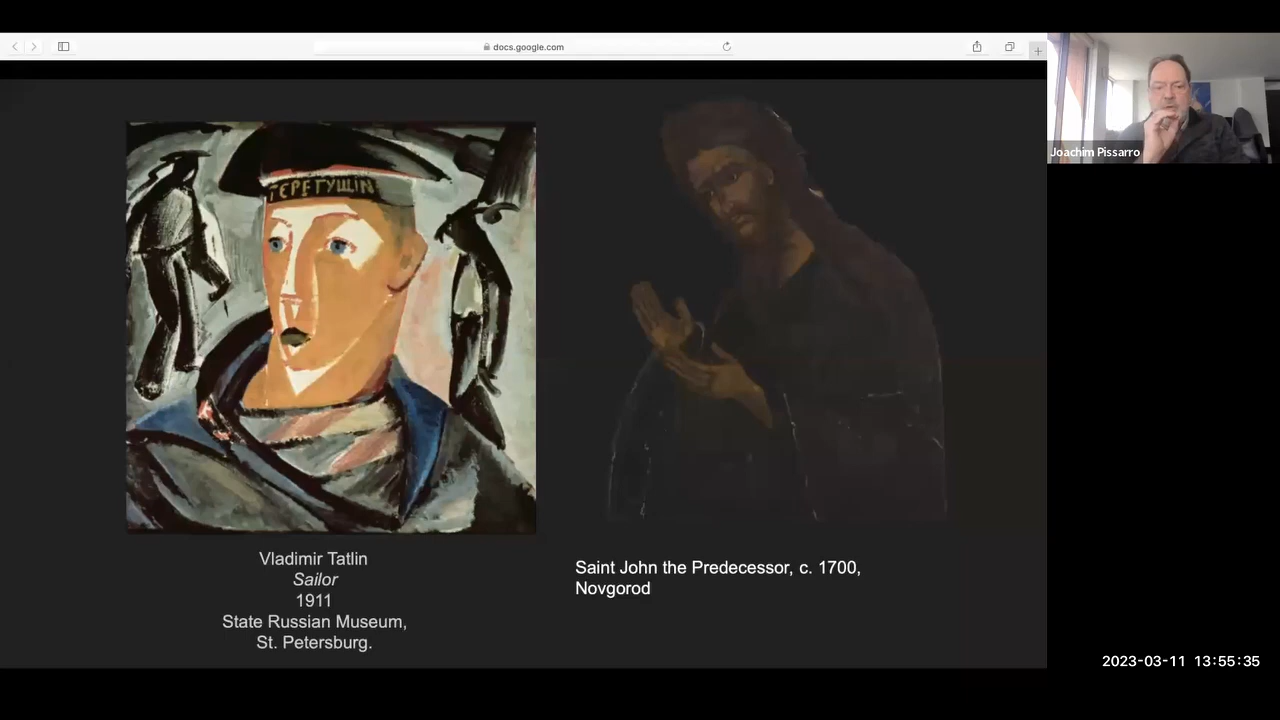 docs.google.com
Joachim Pissarro
Vladimir Tatlin
Sailor
1911
State Russian Museum,
St. Petersburg.
Saint John the Predecessor, c. 1700,
Novgorod
2023-03-11 13:55:35